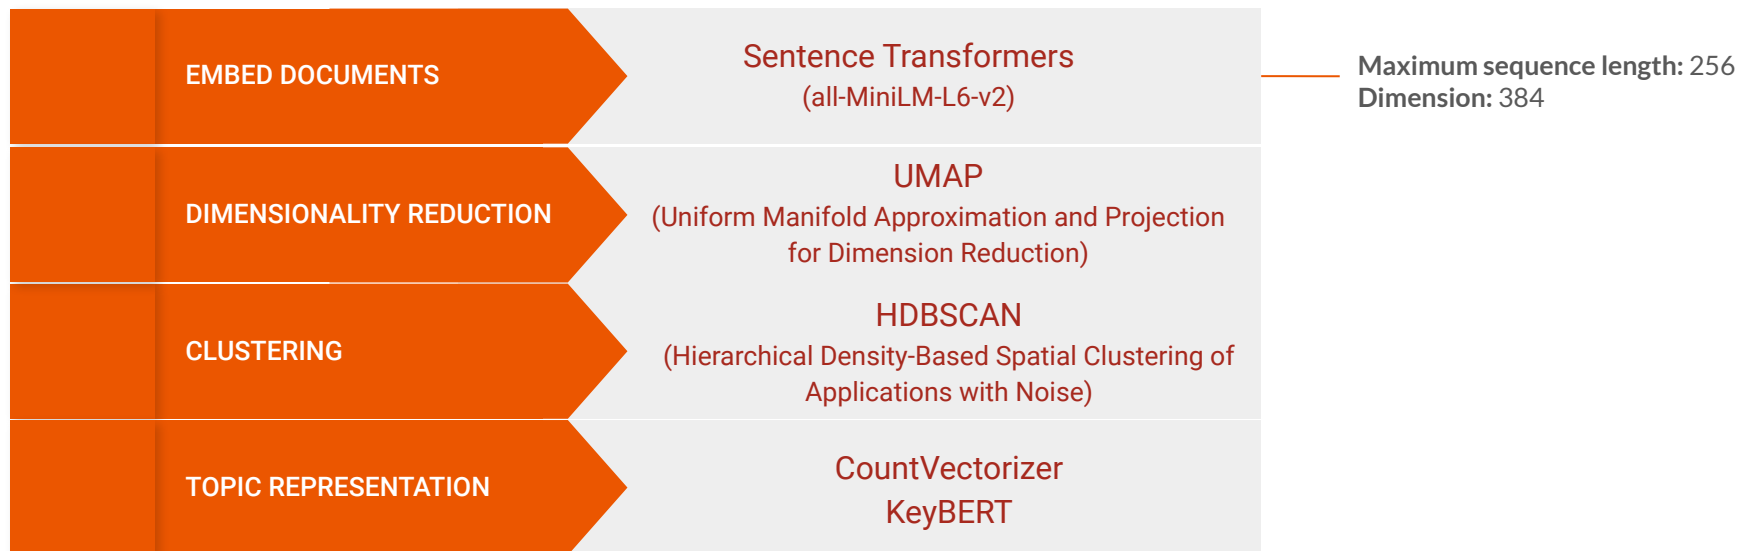 EMBED DOCUMENTS
Sentence Transformers
(all-MiniLM-L6-v2)
Maximum sequence length: 256
Dimension: 384
DIMENSIONALITY REDUCTION
UMAP
(Uniform Manifold Approximation and Projection
for Dimension Reduction)
CLUSTERING
HDBSCAN
(Hierarchical Density-Based Spatial Clustering of
Applications with Noise)
TOPIC REPRESENTATION
CountVectorizer
KeyBERT